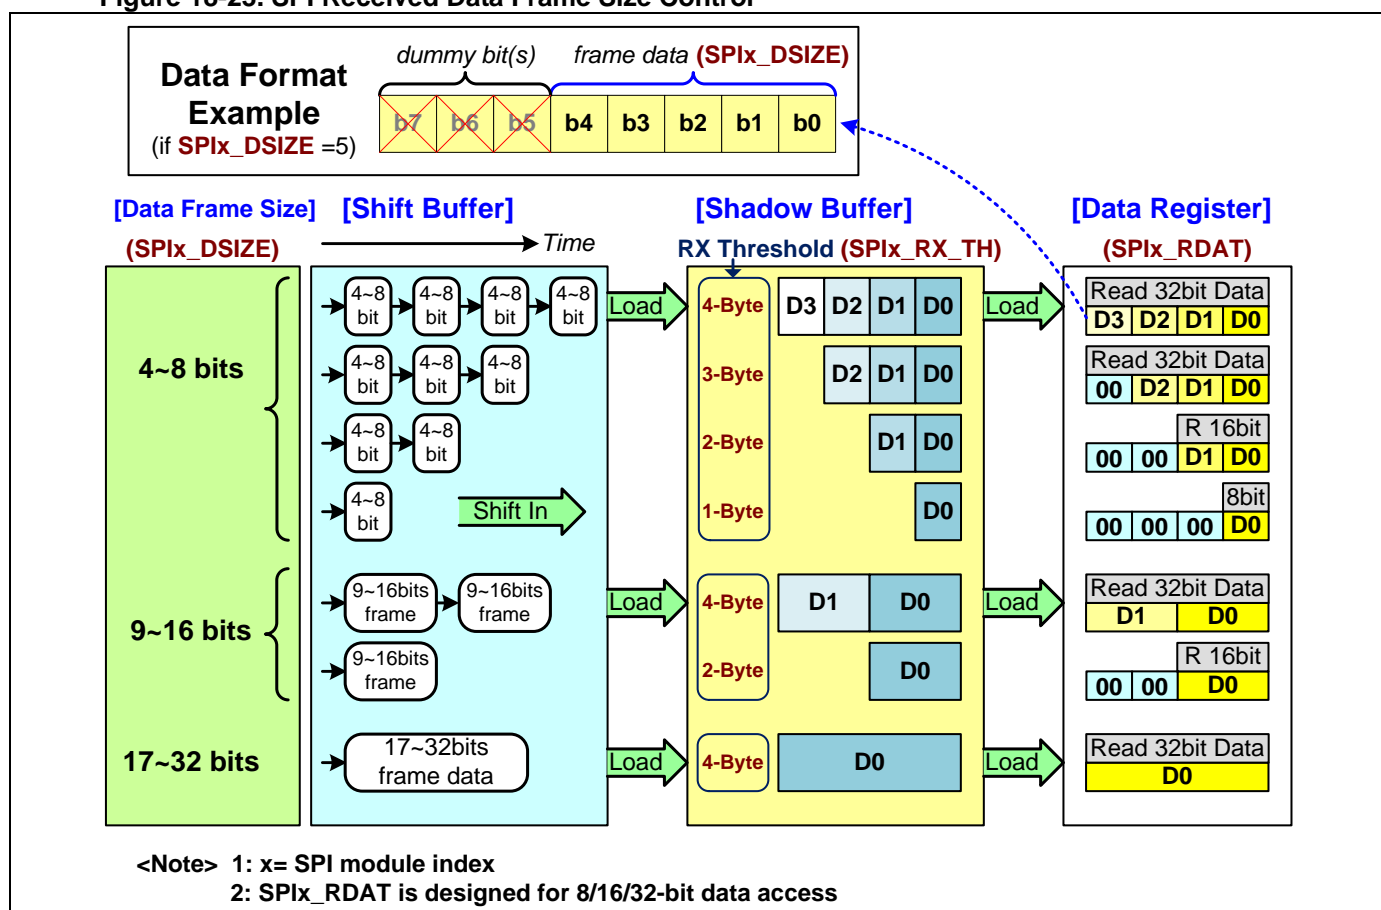 Figure 18-23. SPI Received Data Frame Size Control
Data Format
Example
(if SPIx_DSIZE =5)
dummy bit(s)
frame data (SPIx_DSIZE)
b7 b6 b5 b4 b3 b2 b1 b0
[Data Frame Size] [Shift Buffer] [Shadow Buffer] [Data Register]
(SPIx_DSIZE) Time RX Threshold (SPIx_RX_TH) (SPIx_RDAT)
4~8 bits
4~8 bit 4~8 bit 4~8 bit 4~8 bit Load 4-Byte D3 D2 D1 D0 Load Read 32bit Data
D3 D2 D1 D0
4~8 bit 4~8 bit 4~8 bit 3-Byte D2 D1 D0 Read 32bit Data
00 D2 D1 D0
4~8 bit 4~8 bit 2-Byte D1 D0 R 16bit
00 00 D1 D0
4~8 bit Shift In 1-Byte D0 8bit
00 00 00 D0
9~16 bits
9~16bits frame 9~16bits frame Load 4-Byte D1 D0 Load Read 32bit Data
D1 D0
9~16bits frame 2-Byte D0 R 16bit
00 00 D0
17~32 bits
17~32bits frame data Load 4-Byte D0 Load Read 32bit Data
D0
<Note> 1: x= SPI module index
2: SPIx_RDAT is designed for 8/16/32-bit data access